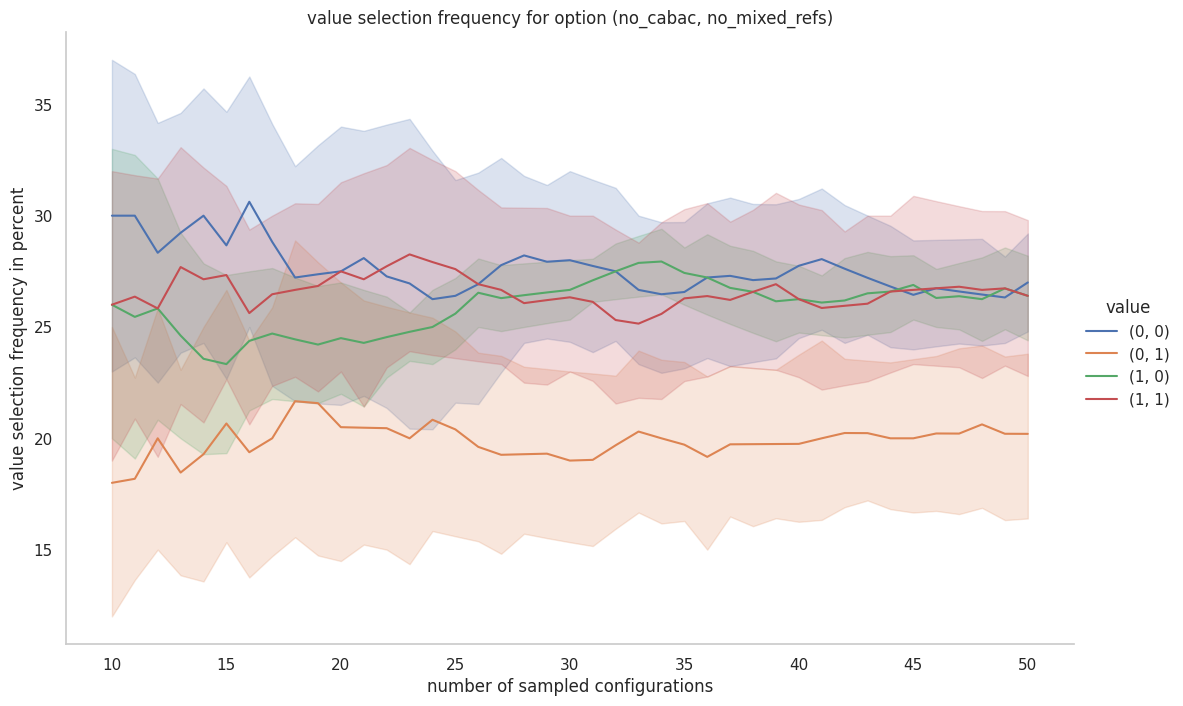 value selection frequency for option (no_cabac, no_mixed_refs)
value selection frequency in percent
35
30
25
20
15
10 15 20 25 30 35 40 45 50
number of sampled configurations
value
(0, 0)
(0, 1)
(1, 0)
(1, 1)